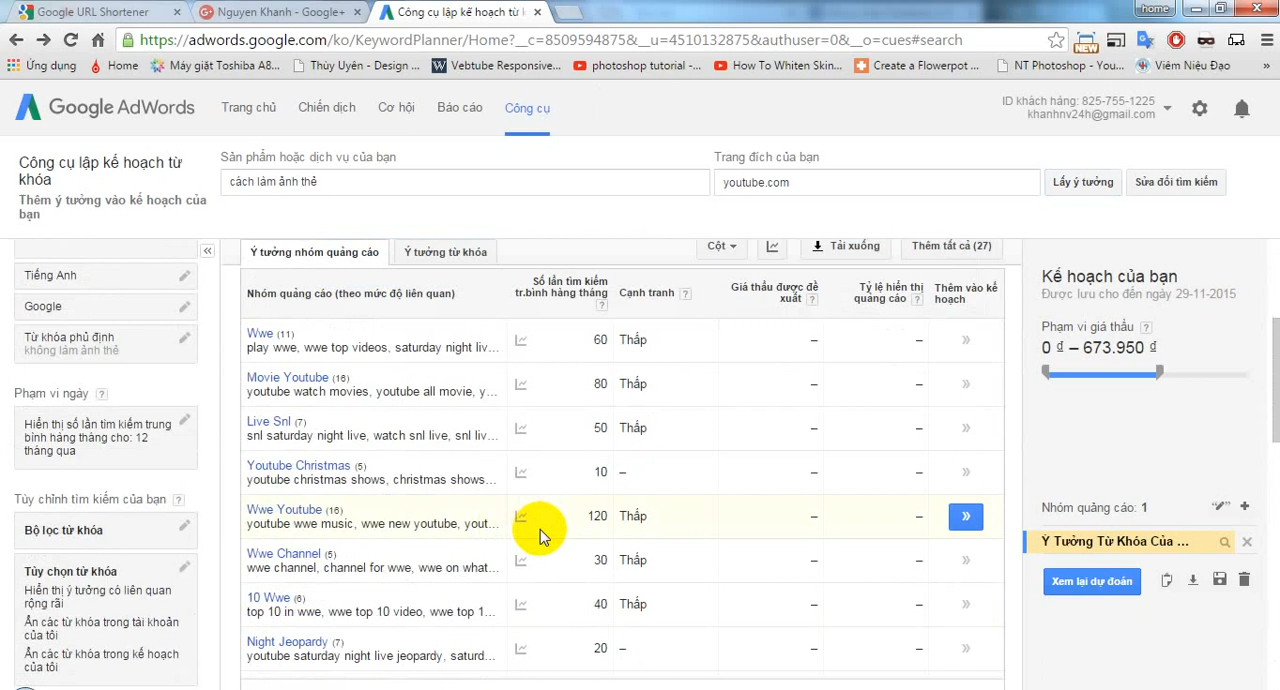 Google URL Shortener
Nguyen Khanh - Google+
Công cụ lập kế hoạch từ k
home
https://adwords.google.com/ko/KeywordPlanner/Home?__c=8509594875&__u=4510132875&authuser=0&__o=cues#search
NEW
Ứng dụng
Home
Máy giặt Toshiba A8...
Thùy Uyên - Design ...
Vebtube Responsive...
photoshop tutorial -...
How To Whiten Skin...
Create a Flowerpot ...
NT Photoshop - You...
Viêm Niệu Đạo
»
Google AdWords
Trang chủ
Chiến dịch
Cơ hội
Báo cáo
Công cụ
ID khách hàng: 825-755-1225
khanhnv24h@gmail.com
Công cụ lập kế hoạch từ
khóa
Thêm ý tưởng vào kế hoạch của
bạn
Sản phẩm hoặc dịch vụ của bạn
cách làm ảnh thẻ
Trang đích của bạn
youtube.com
Lấy ý tưởng
Sửa đổi tìm kiếm
«
Tiếng Anh
Google
Từ khóa phủ định
không làm ảnh thẻ
Phạm vi ngày ?
Hiển thị số lần tìm kiếm trung
bình hàng tháng cho: 12
tháng qua
Tùy chỉnh tìm kiếm của bạn ?
Bộ lọc từ khóa
Tùy chọn từ khóa
Hiển thị ý tưởng có liên quan
rộng rãi
Ẩn các từ khóa trong tài khoản
của tôi
Ẩn các từ khóa trong kế hoạch
của tôi
Ý tưởng nhóm quảng cáo
Ý tưởng từ khóa
Cột
Tải xuống
Thêm tất cả (27)
Nhóm quảng cáo (theo mức độ liên quan)
Số lần tìm kiếm
tr.bình hàng tháng
?
Cạnh tranh ?
Giá thầu được đề
xuất ?
Tỷ lệ hiển thị
quảng cáo ?
Thêm vào kế
hoạch
Wwe (11)
play wwe, wwe top videos, saturday night liv...
60 Thấp – – »
Movie Youtube (16)
youtube watch movies, youtube all movie, y...
80 Thấp – – »
Live Snl (7)
snl saturday night live, watch snl live, snl liv...
50 Thấp – – »
Youtube Christmas (5)
youtube christmas shows, christmas shows...
10 – – – »
Wwe Youtube (16)
youtube wwe music, wwe new youtube, yout...
120 Thấp – – »
Wwe Channel (5)
wwe channel, channel for wwe, wwe on what...
30 Thấp – – »
10 Wwe (6)
top 10 in wwe, wwe top 10 video, wwe top 1...
40 Thấp – – »
Night Jeopardy (7)
youtube saturday night live jeopardy, saturd...
20 – – – »
Kế hoạch của bạn
Được lưu cho đến ngày 29-11-2015
Phạm vi giá thầu ?
0 ₫ – 673.950 ₫
Nhóm quảng cáo: 1
Ý Tưởng Từ Khóa Của ...
Xem lại dự đoán